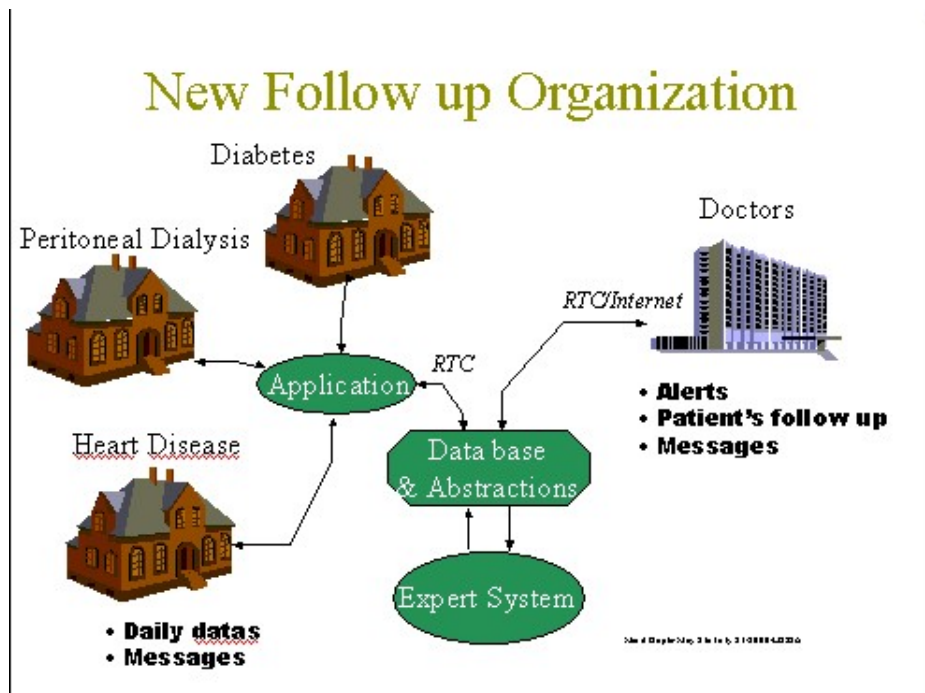 New Follow up Organization
Diabetes
Doctors
Peritoneal Dialysis
RTC/Internet
RTC
Application
• Alerts
• Patient's follow up
• Messages
Heart Disease
Data base
& Abstractions
Expert System
• Daily datas
• Messages